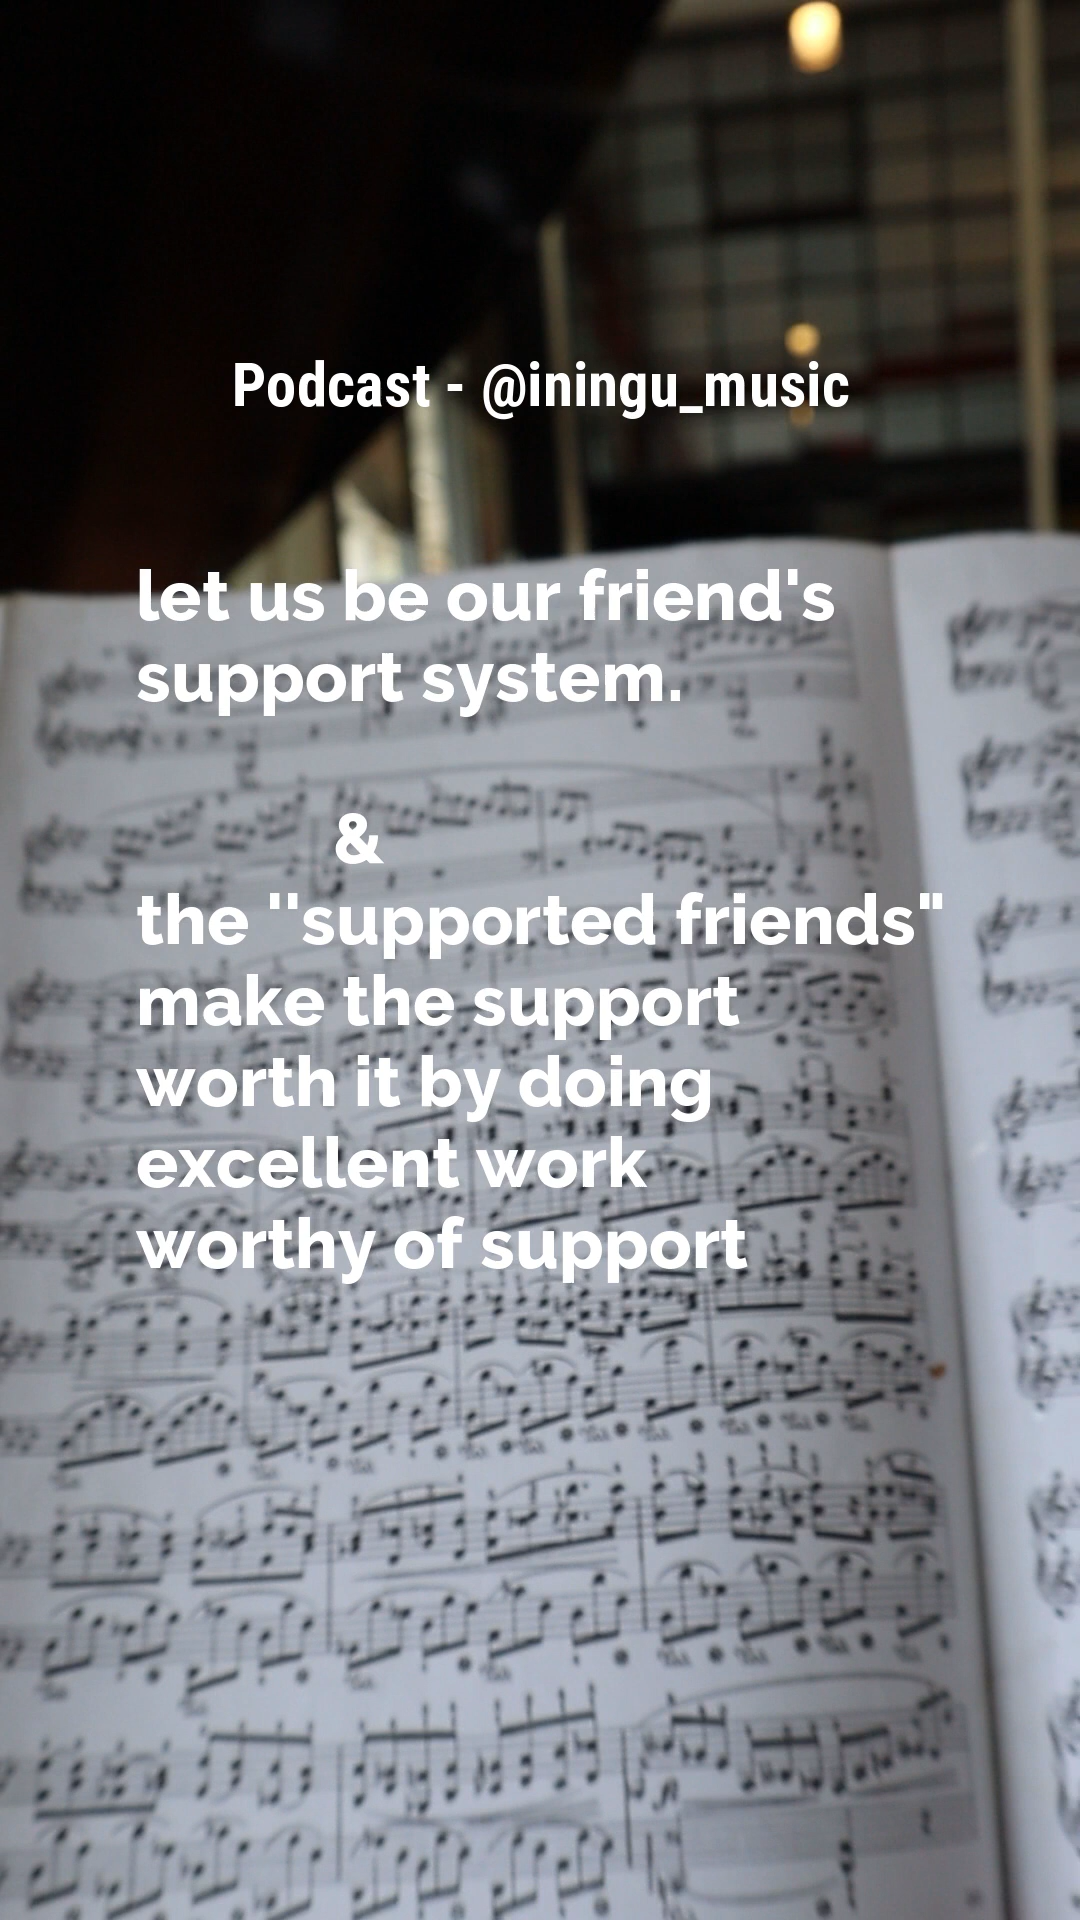 Podcast - @iningu_music
let us be our friend's
support system.
&
the ''supported friends"
make the support
worth it by doing
excellent work
worthy of support